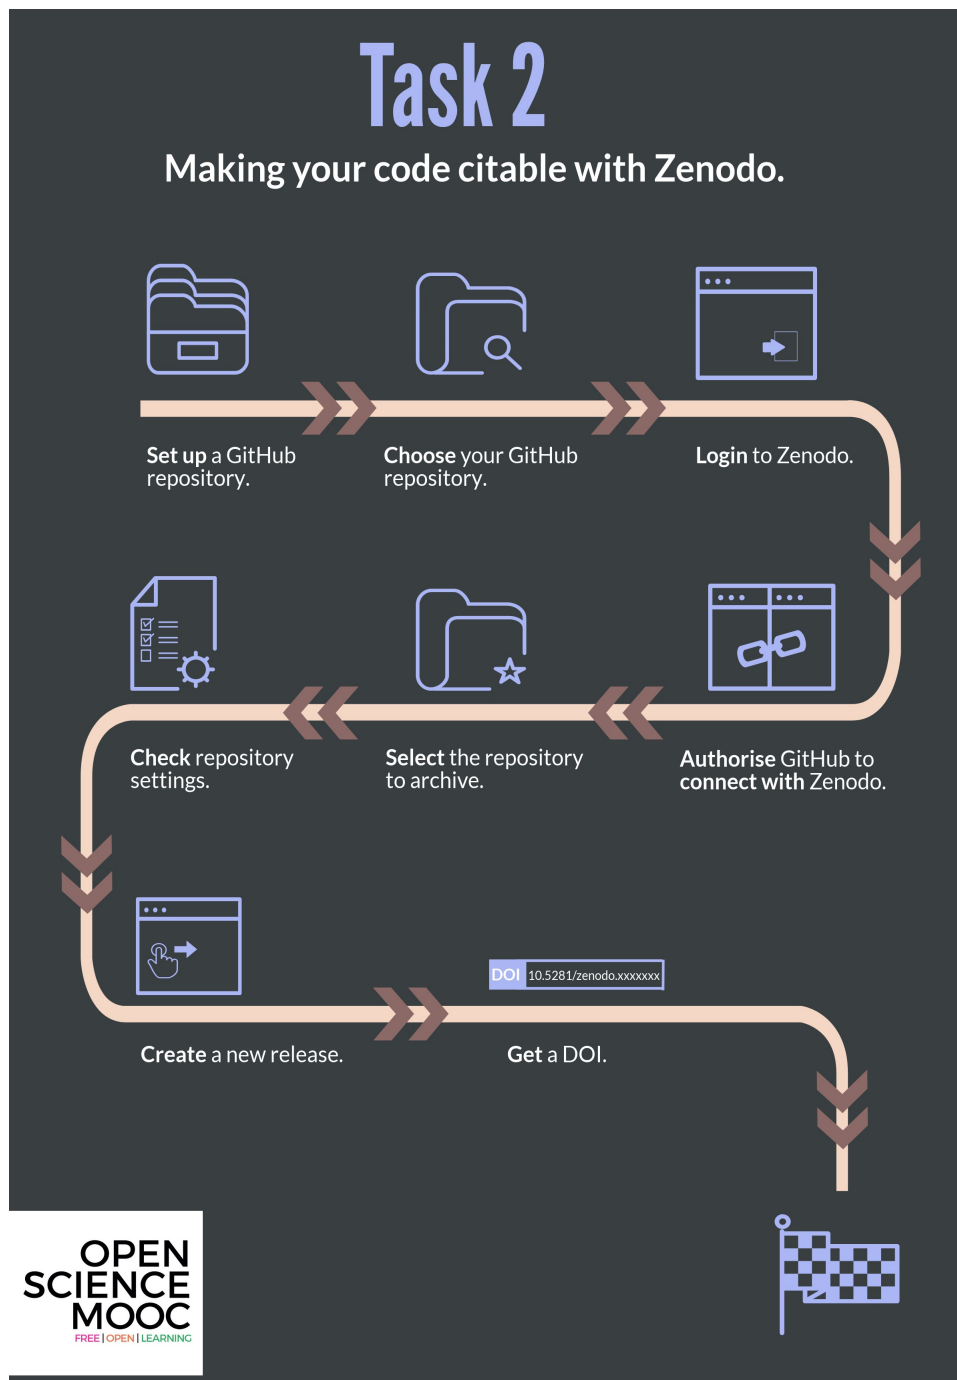 Task 2
Making your code citable with Zenodo.
Set up a GitHub
repository.
Choose your GitHub
repository.
Login to Zenodo.
Authorise GitHub to
connect with Zenodo.
Select the repository
to archive.
Check repository
settings.
Create a new release.
DOI 10.5281/zenodo.xxxxxxx
Get a DOI.
OPEN
SCIENCE
MOOC
FREE | OPEN | LEARNING